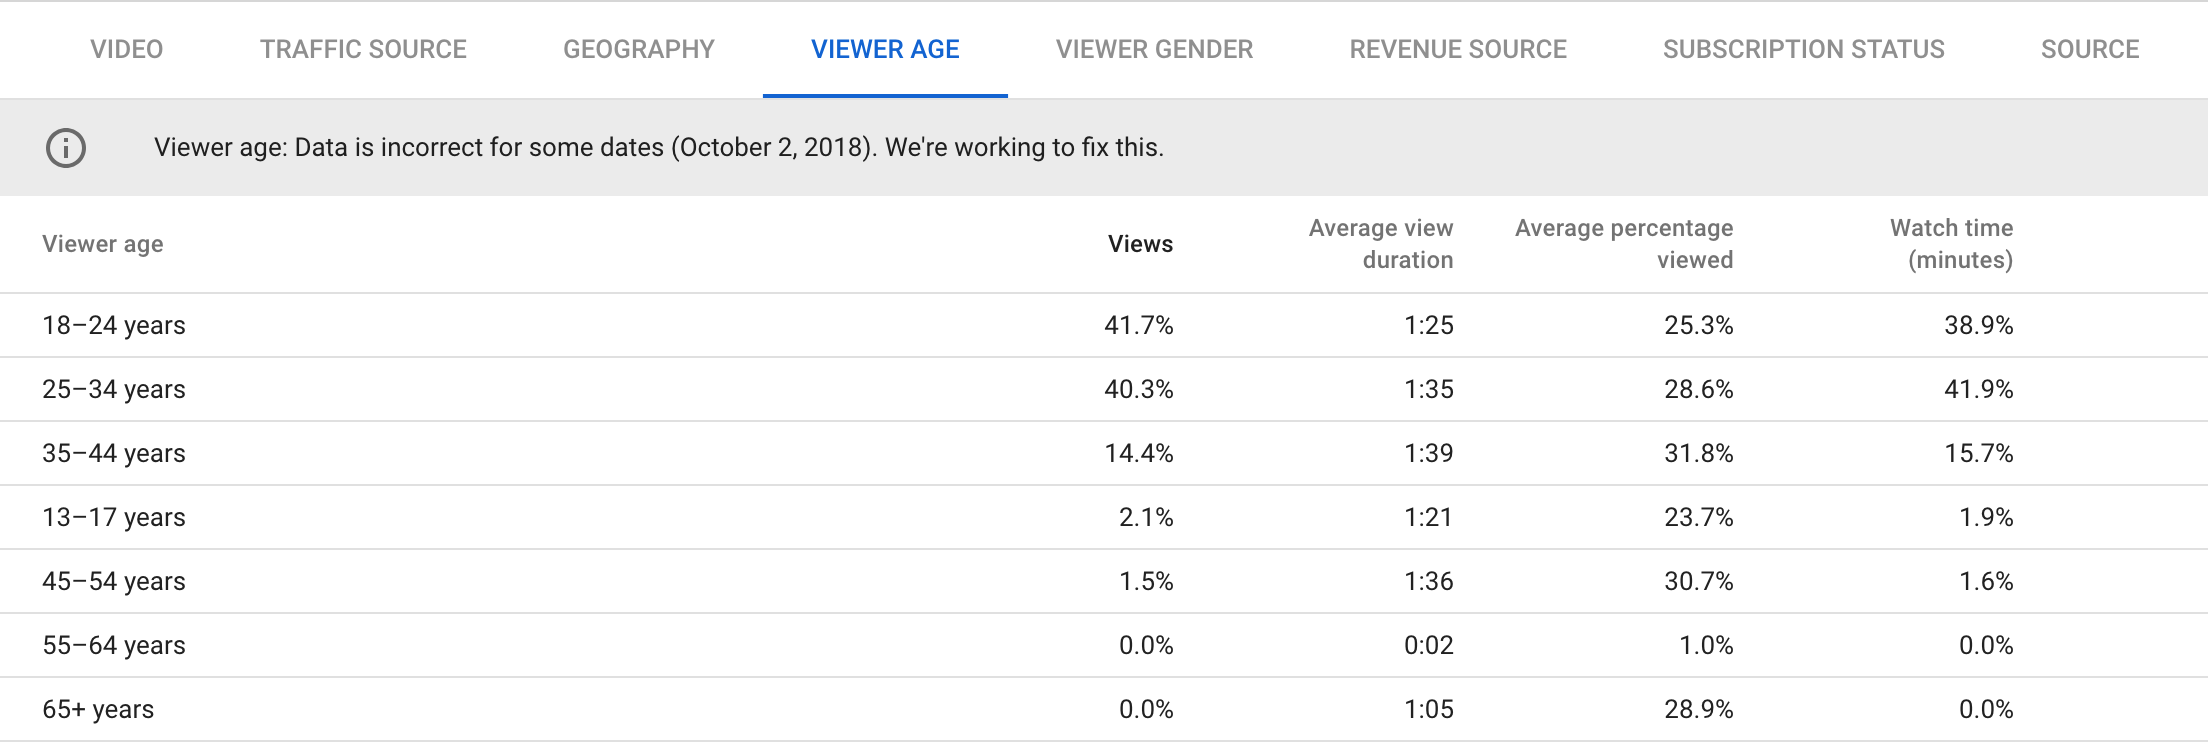 VIDEO TRAFFIC SOURCE GEOGRAPHY VIEWER AGE VIEWER GENDER REVENUE SOURCE SUBSCRIPTION STATUS SOURCE
Viewer age: Data is incorrect for some dates (October 2, 2018). We're working to fix this.
Viewer age Views Average view duration Average percentage viewed Watch time (minutes)
18–24 years 41.7% 1:25 25.3% 38.9%
25–34 years 40.3% 1:35 28.6% 41.9%
35–44 years 14.4% 1:39 31.8% 15.7%
13–17 years 2.1% 1:21 23.7% 1.9%
45–54 years 1.5% 1:36 30.7% 1.6%
55–64 years 0.0% 0:02 1.0% 0.0%
65+ years 0.0% 1:05 28.9% 0.0%